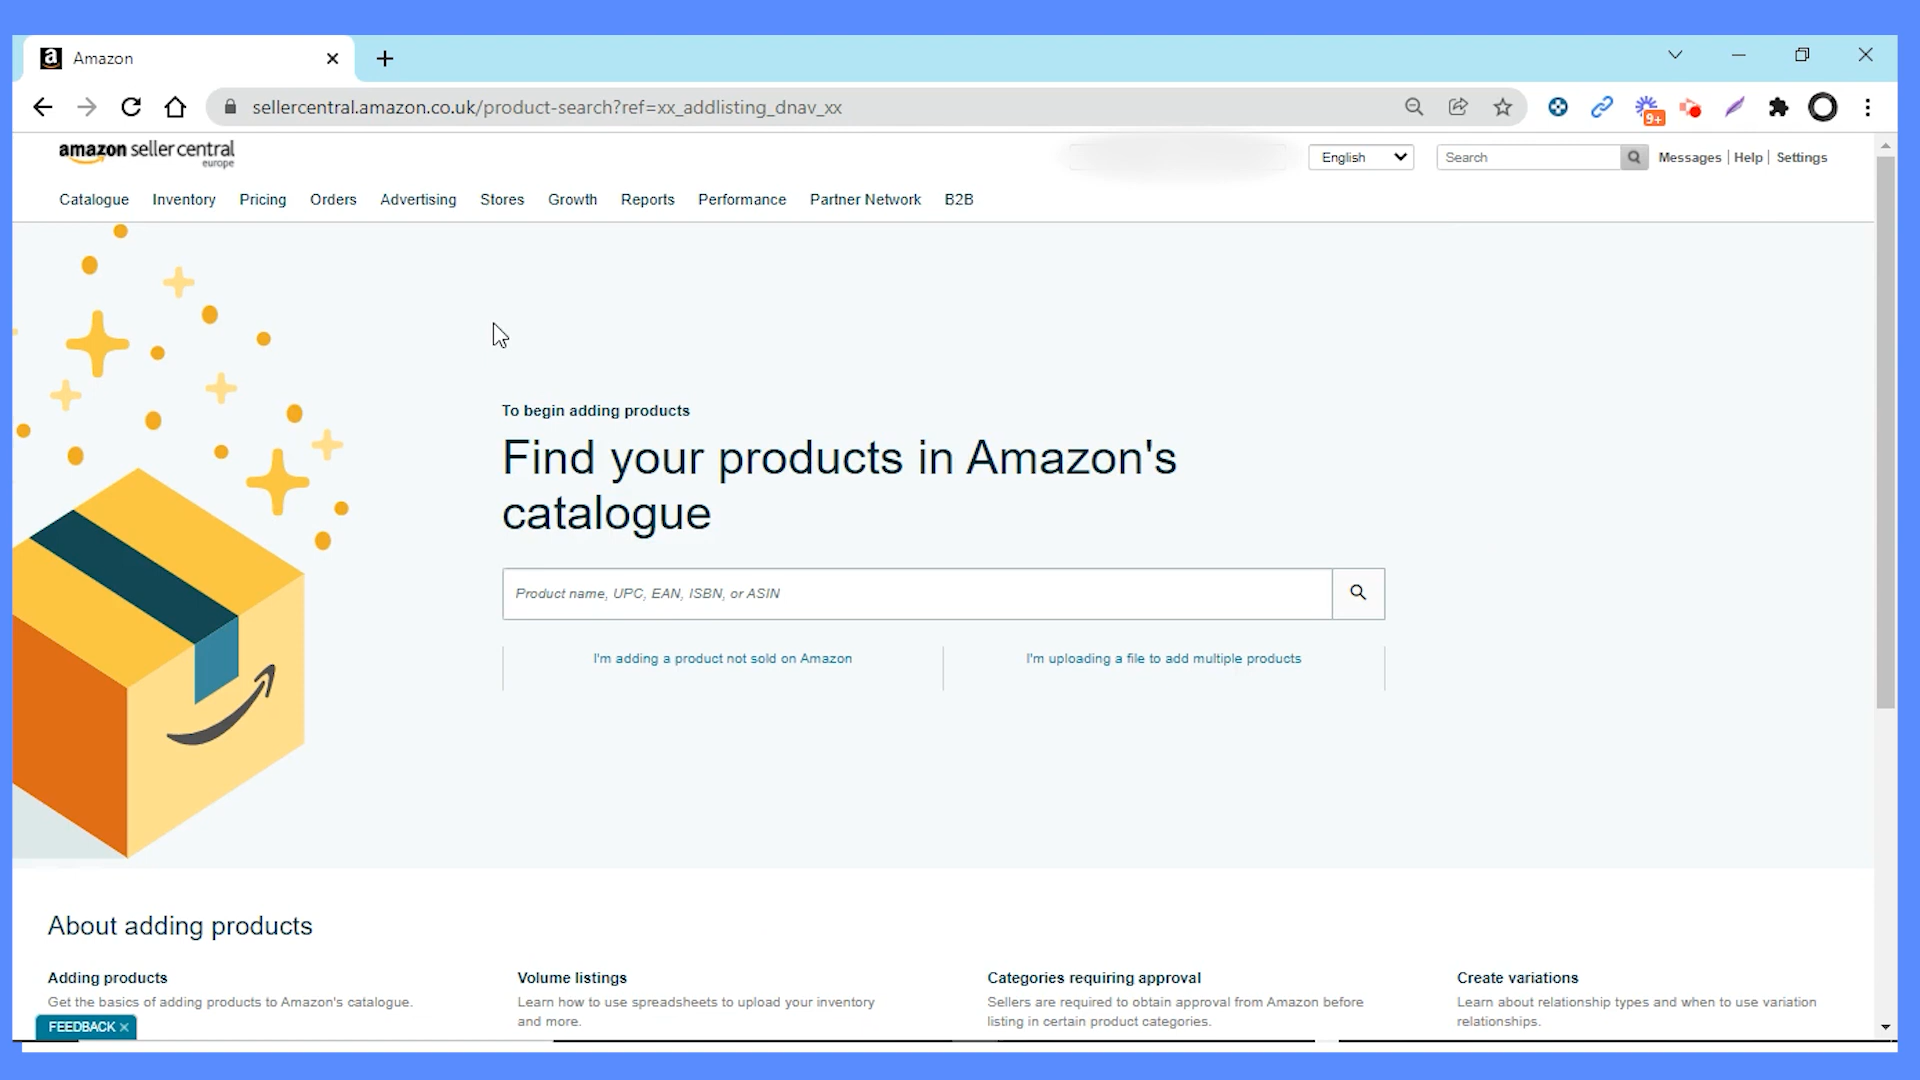 Amazon
sellercentral.amazon.co.uk/product-search?ref=xx_addlisting_dnav_xx
9+
amazon seller central
europe
English
Search
Messages | Help | Settings
Catalogue Inventory Pricing Orders Advertising Stores Growth Reports Performance Partner Network B2B
To begin adding products
Find your products in Amazon's
catalogue
Product name, UPC, EAN, ISBN, or ASIN
I'm adding a product not sold on Amazon
I'm uploading a file to add multiple products
About adding products
Adding products
Get the basics of adding products to Amazon's catalogue.
Volume listings
Learn how to use spreadsheets to upload your inventory
and more.
Categories requiring approval
Sellers are required to obtain approval from Amazon before
listing in certain product categories.
Create variations
Learn about relationship types and when to use variation
relationships.
FEEDBACK